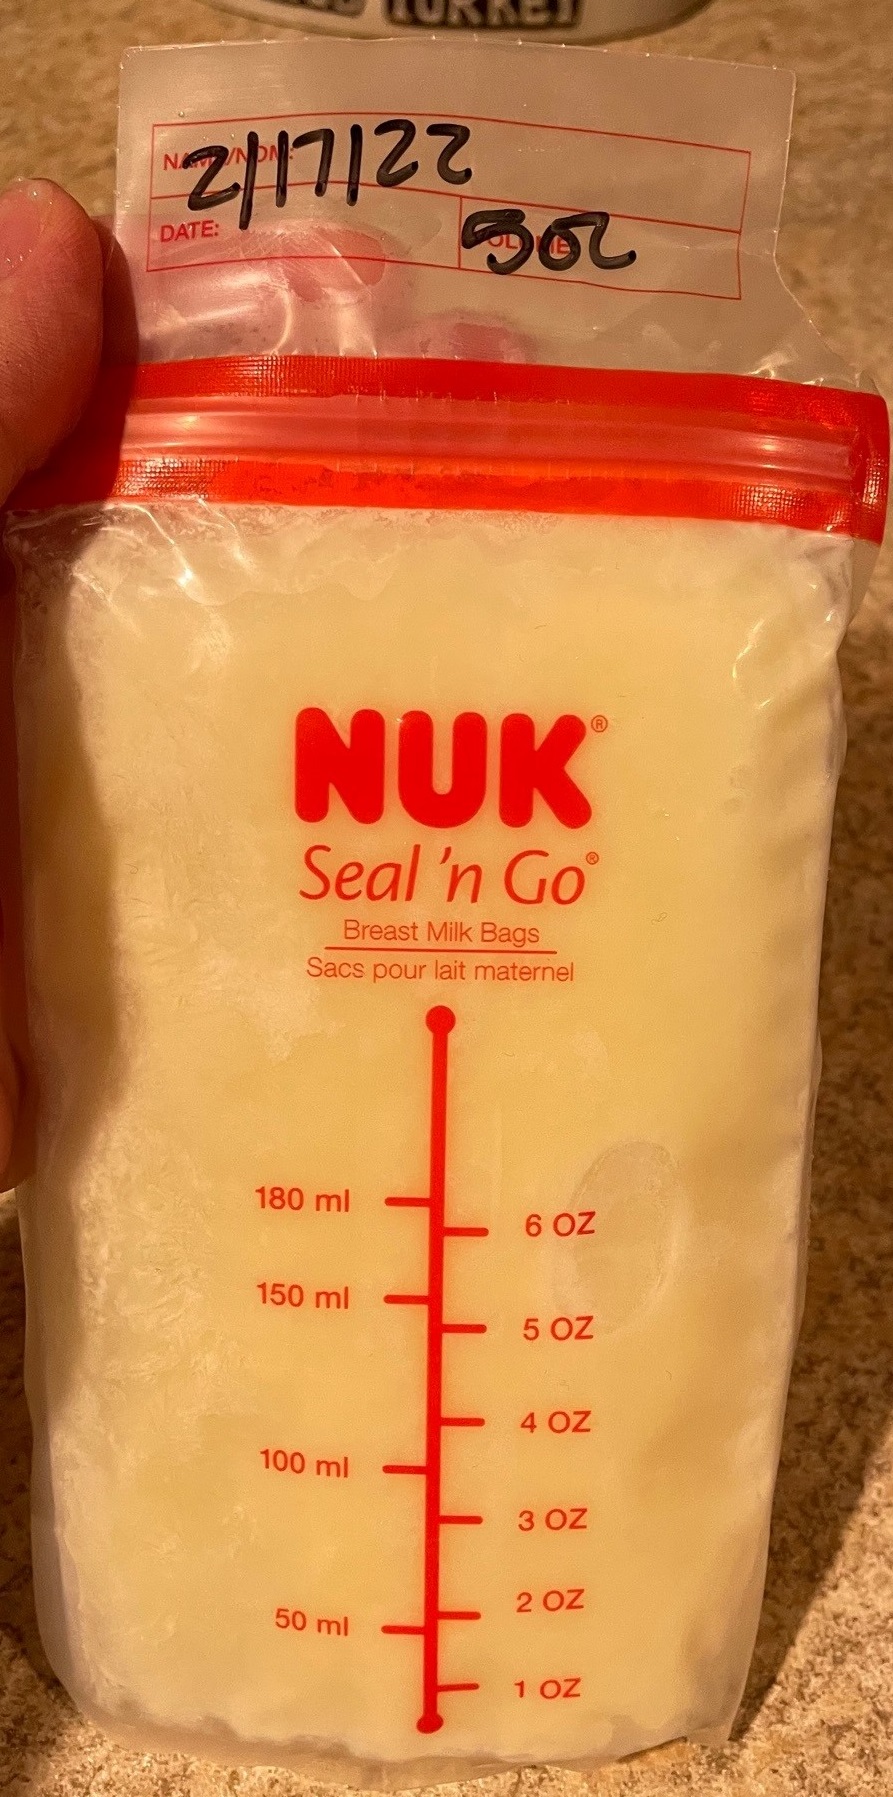 TURKEY
NAME/NOM:
2/17/22
DATE:
VOLUME
5oz
NUK®
Seal 'n Go®
Breast Milk Bags
Sacs pour lait maternel
180 ml
6 OZ
150 ml
5 OZ
4 OZ
100 ml
3 OZ
2 OZ
50 ml
1 OZ